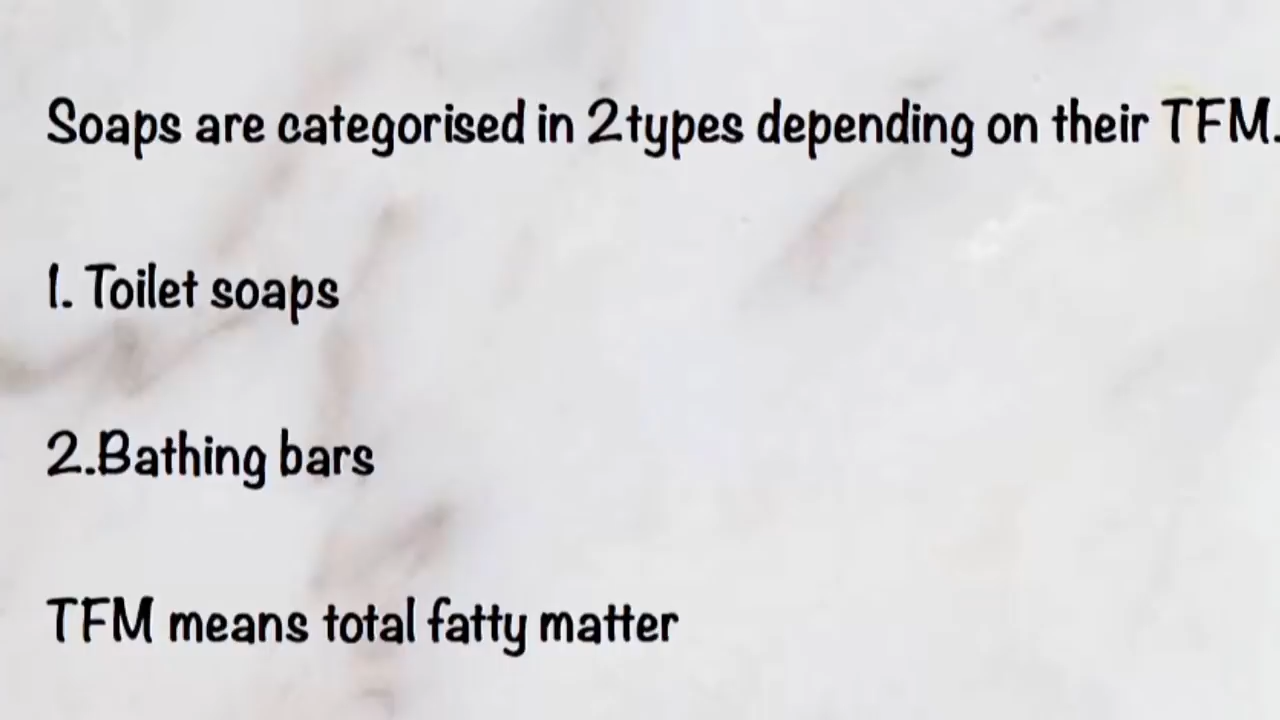 Soaps are categorised in 2types depending on their TFM.
1. Toilet soaps
2.Bathing bars
TFM means total fatty matter